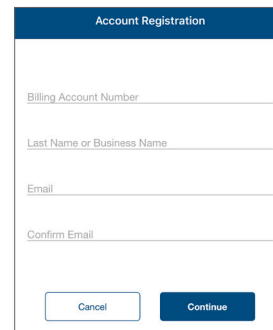 Account Registration
Billing Account Number
Last Name or Business Name
Email
Confirm Email
Cancel Continue